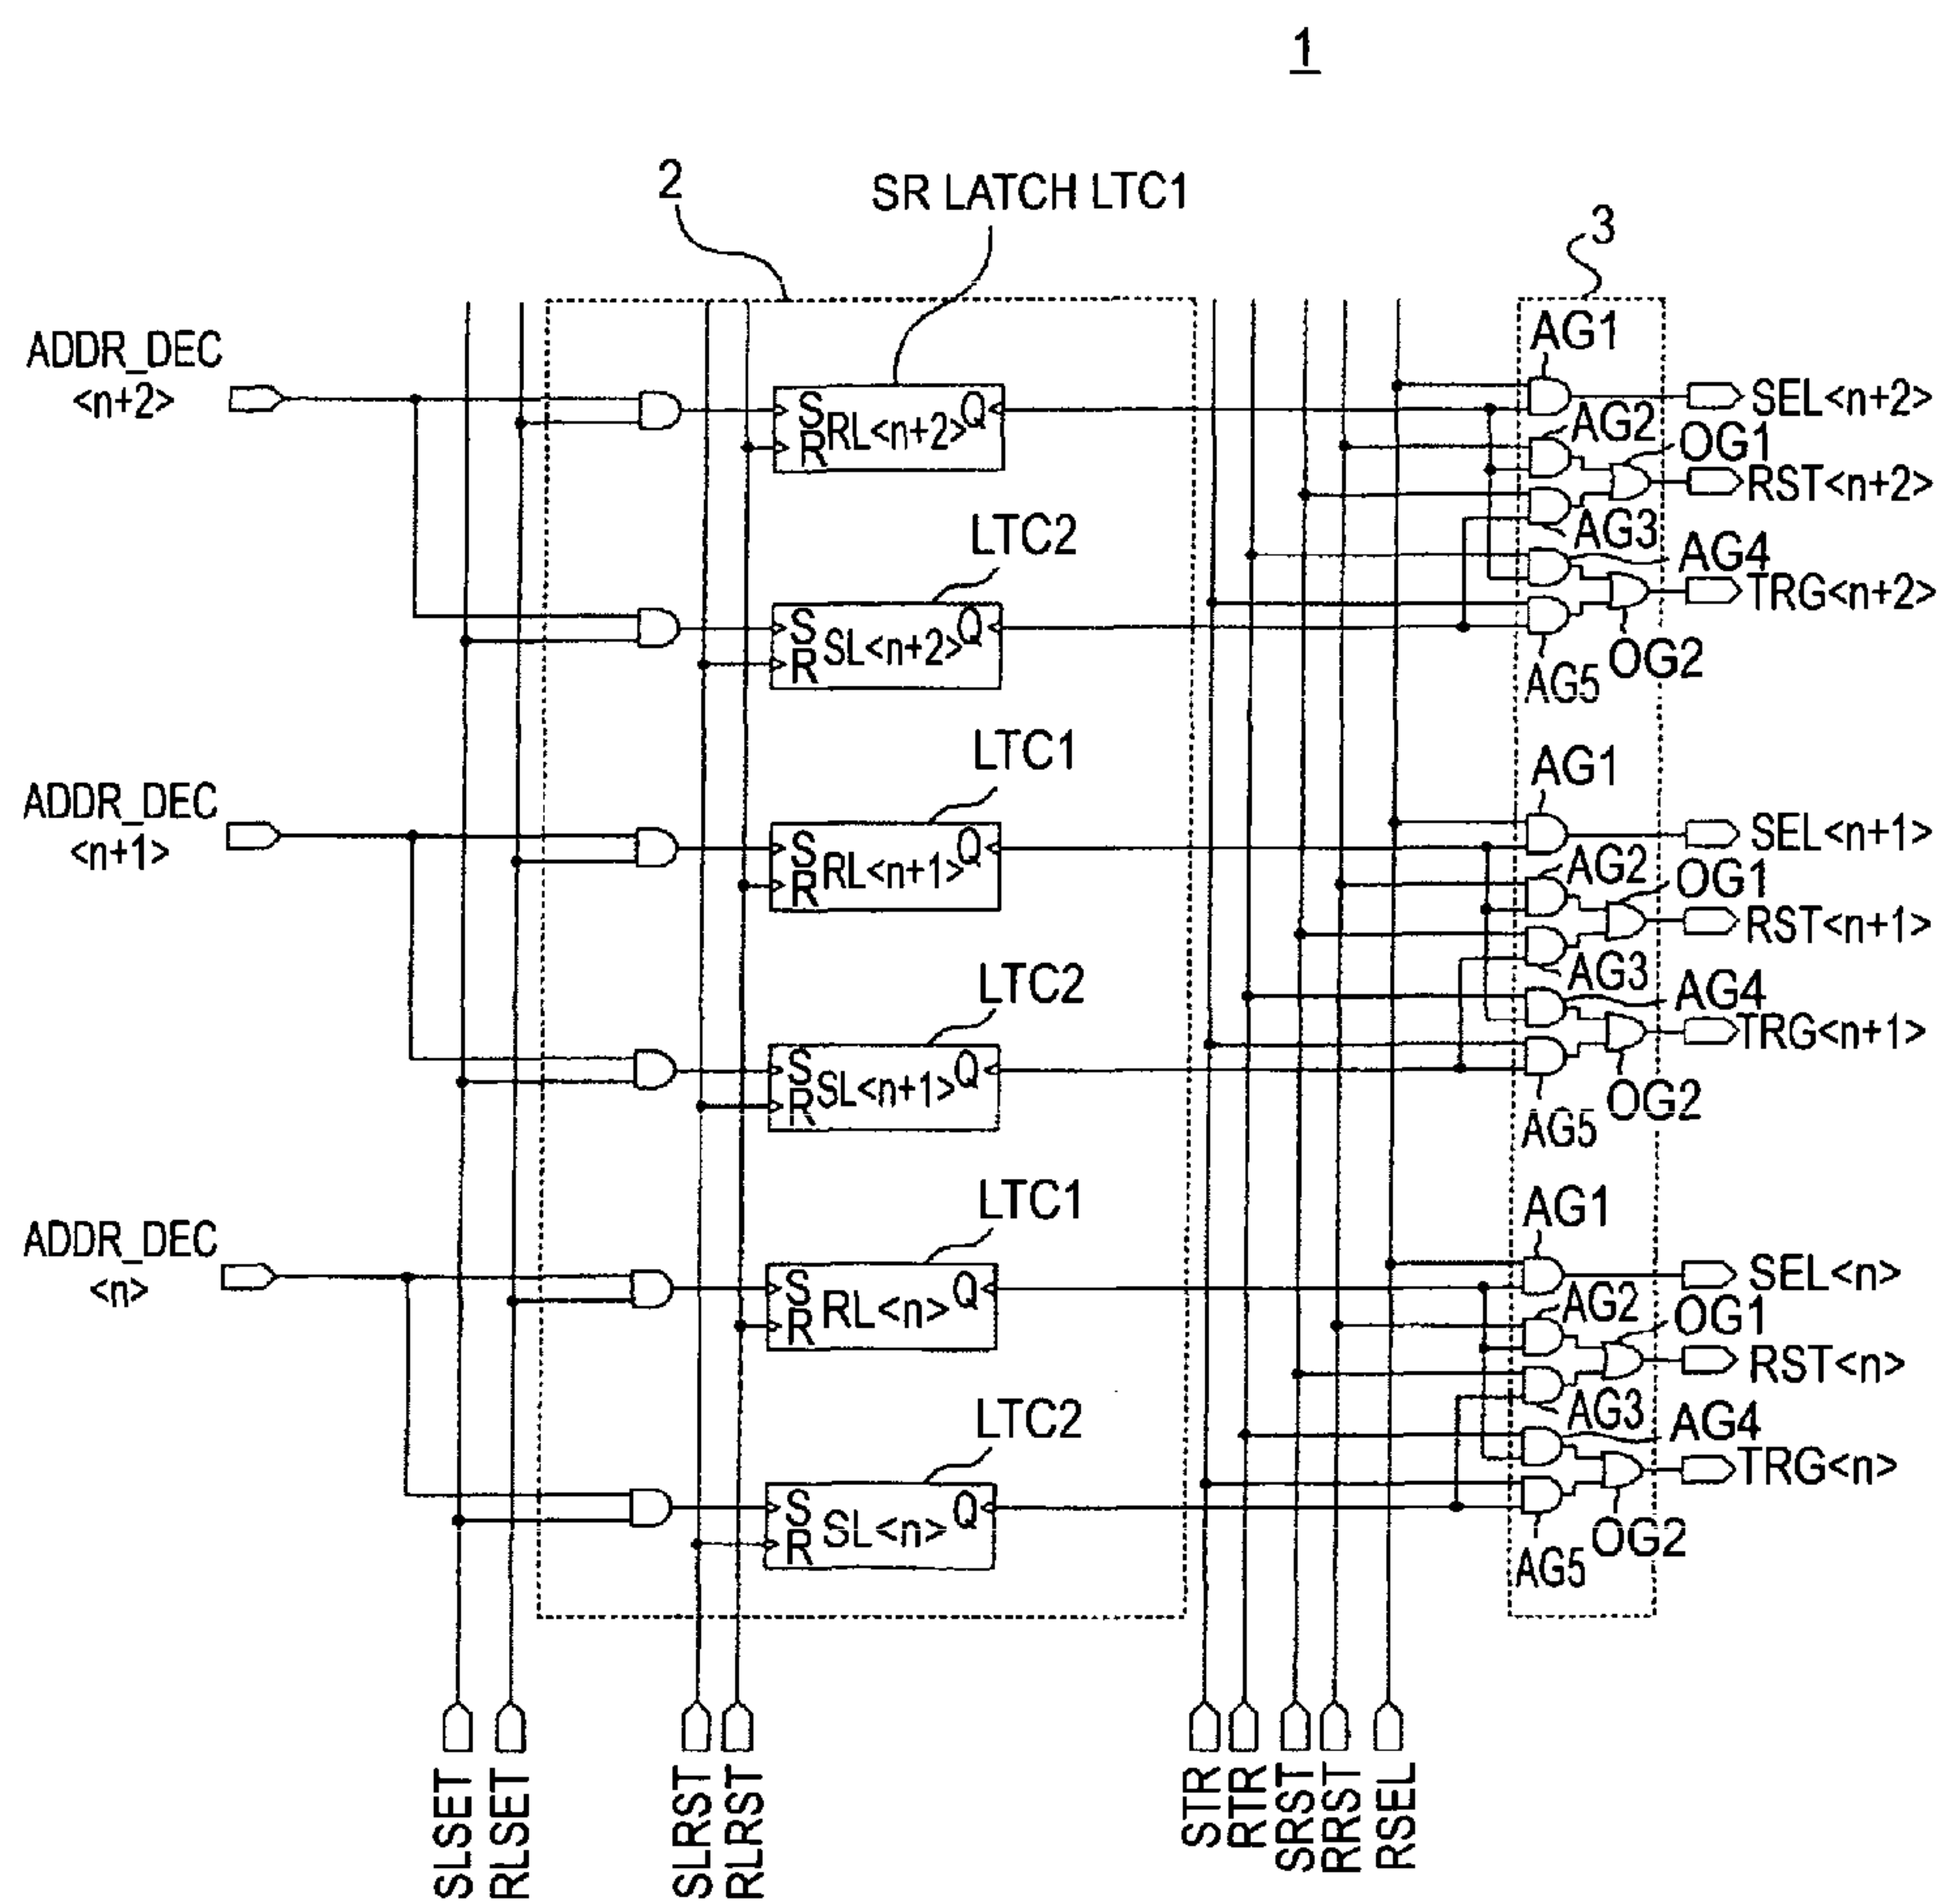 1
2
SR LATCH LTC1
3
ADDR_DEC
<n+2>
S
RL<n+2>
Q
R
AG1
SEL<n+2>
AG2
OG1
RST<n+2>
AG3
LTC2
AG4
TRG<n+2>
S
SL<n+2>
Q
R
OG2
AG5
ADDR_DEC
<n+1>
LTC1
S
RL<n+1>
Q
R
AG1
SEL<n+1>
AG2
OG1
RST<n+1>
AG3
LTC2
AG4
TRG<n+1>
S
SL<n+1>
Q
R
OG2
AG5
ADDR_DEC
<n>
LTC1
S
RL<n>
Q
R
AG1
SEL<n>
AG2
OG1
RST<n>
AG3
LTC2
AG4
TRG<n>
S
SL<n>
Q
R
OG2
AG5
SLSET
RLSET
SLRST
RLRST
STR
RTR
SRST
RRST
RSEL